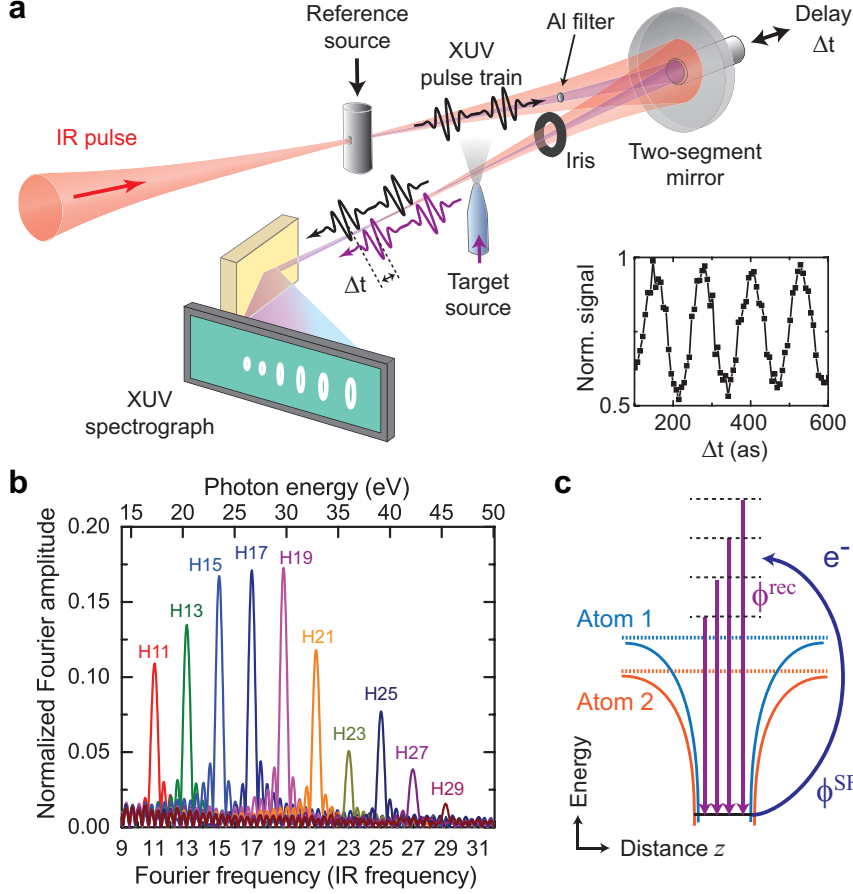 a
Reference
source
XUV
pulse train
Al filter
Delay
Δt
IR pulse
Iris
Two-segment
mirror
Δt
Target
source
XUV
spectrograph
Norm. signal
1
0.5
200 400 600
Δt (as)
b
Photon energy (eV)
15 20 25 30 35 40 45 50
Normalized Fourier amplitude
0.20
0.15
0.10
0.05
0.00
H11
H13
H15
H17
H19
H21
H23
H25
H27
H29
9 11 13 15 17 19 21 23 25 27 29 31
Fourier frequency (IR frequency)
c
e-
ϕrec
Atom 1
Atom 2
Energy
Distance z